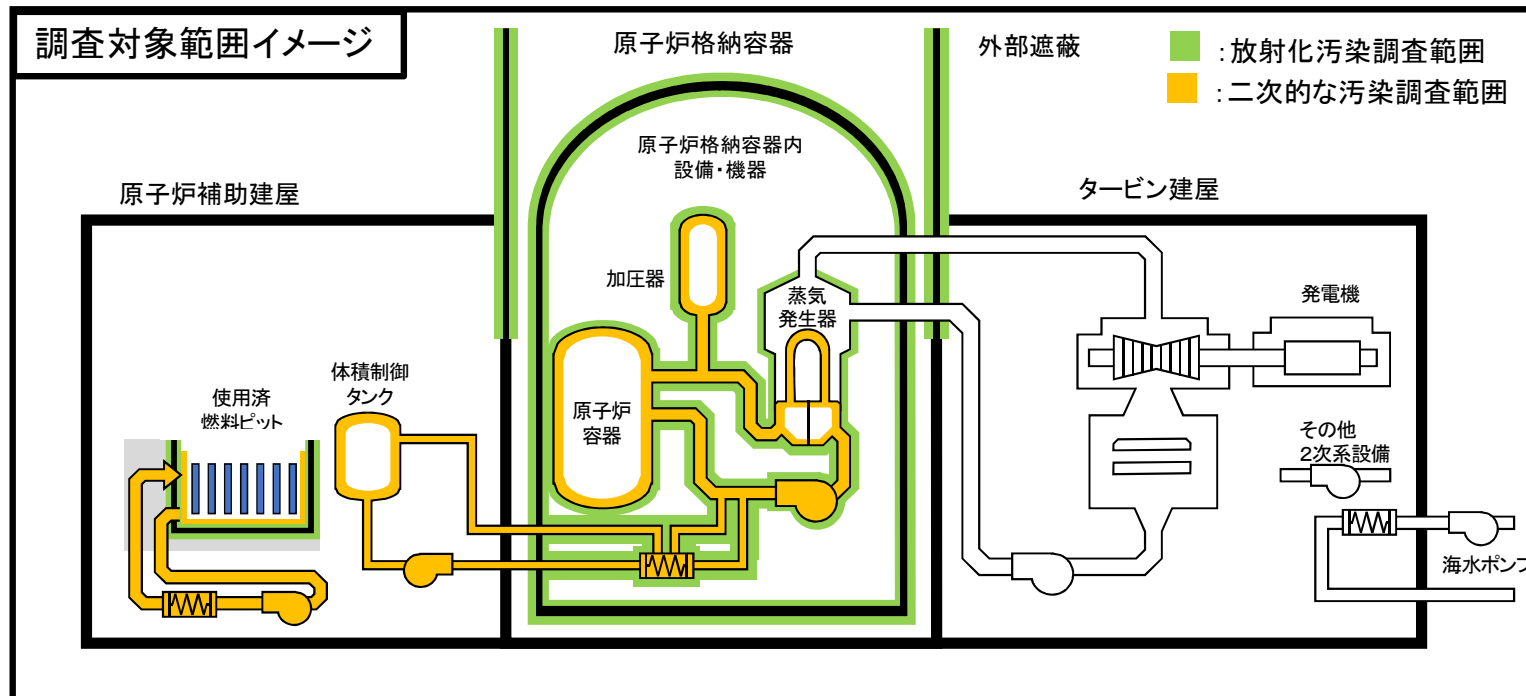 調査対象範囲イメージ
原子炉格納容器
外部遮蔽
：放射化汚染調査範囲
：二次的な汚染調査範囲
原子炉格納容器内
設備・機器
原子炉補助建屋
タービン建屋
加圧器
蒸気
発生器
発電機
体積制御
タンク
使用済
燃料ピット
原子炉
容器
その他
２次系設備
海水ポンプ